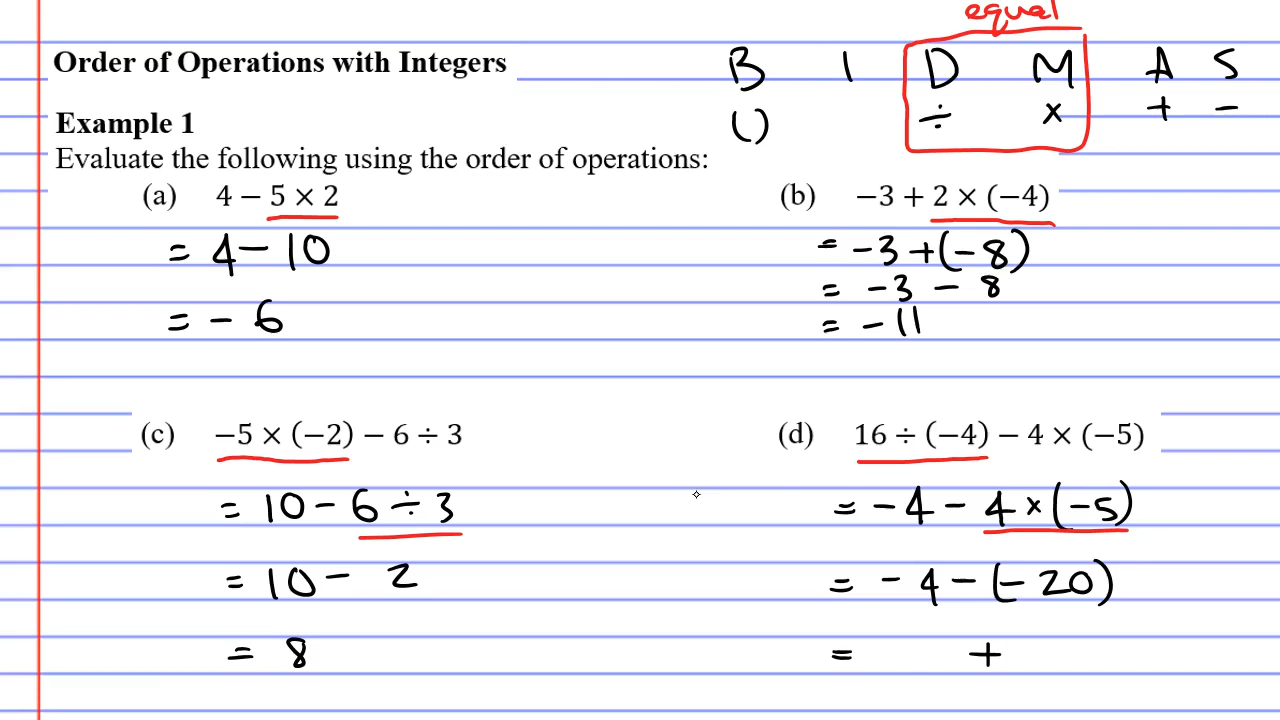 equal
Order of Operations with Integers
B I D M A S
() ÷ × + −
Example 1
Evaluate the following using the order of operations:
(a) 4 − 5 × 2
= 4 − 10
= − 6
(b) −3 + 2 × (−4)
= −3 + (−8)
= −3 − 8
= −11
(c) −5 × (−2) − 6 ÷ 3
= 10 − 6 ÷ 3
= 10 − 2
= 8
(d) 16 ÷ (−4) − 4 × (−5)
= −4 − 4 × (−5)
= −4 − (−20)
= +